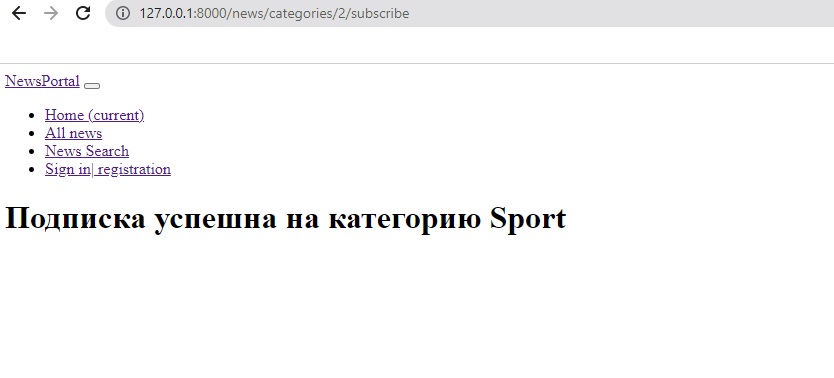 127.0.0.1:8000/news/categories/2/subscribe
NewsPortal
Home (current)
All news
News Search
Sign in| registration
Подписка успешна на категорию Sport